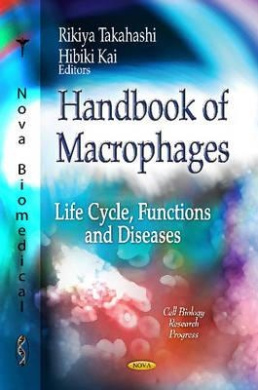 Rikiya Takahashi
Hibiki Kai
Editors
Handbook of
Macrophages
Life Cycle, Functions
and Diseases
Nova Biomedical
Cell Biology
Research
Progress
NOVA